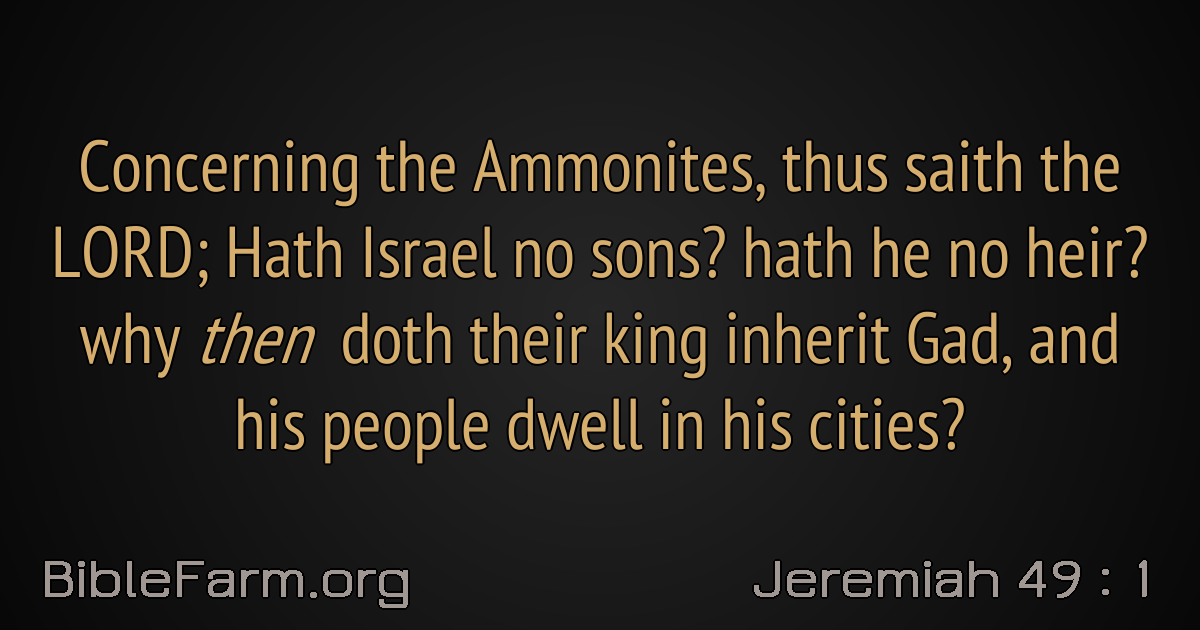 Concerning the Ammonites, thus saith the
LORD; Hath Israel no sons? hath he no heir?
why then doth their king inherit Gad, and
his people dwell in his cities?
BibleFarm.org
Jeremiah 49 : 1